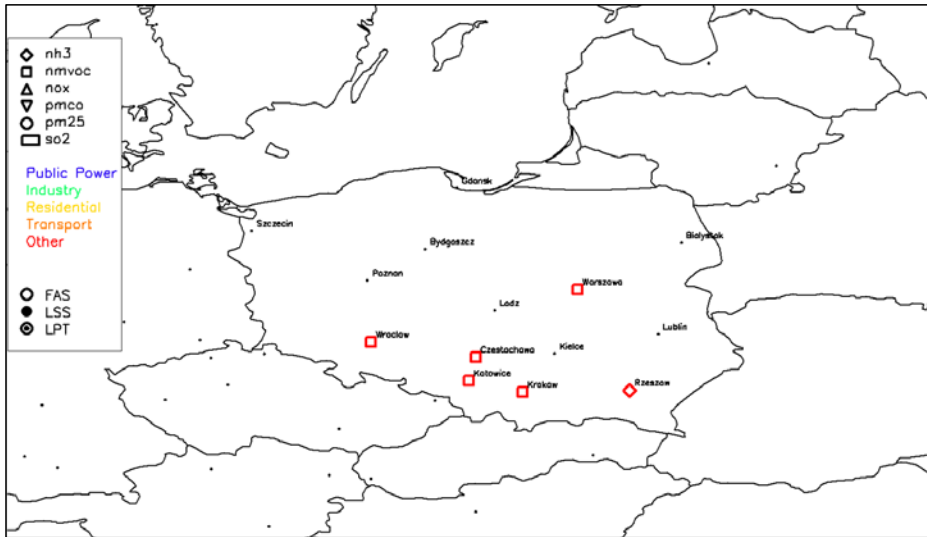 nh3
nmvoc
nox
pmco
pm25
so2
Public Power
Industry
Residential
Transport
Other
FAS
LSS
LPT
Gdansk
Szczecin
Bydgoszcz
Bialystok
Poznan
Warszawa
Lodz
Wroclaw
Lublin
Czestochowa
Kielce
Katowice
Krakow
Rzeszow